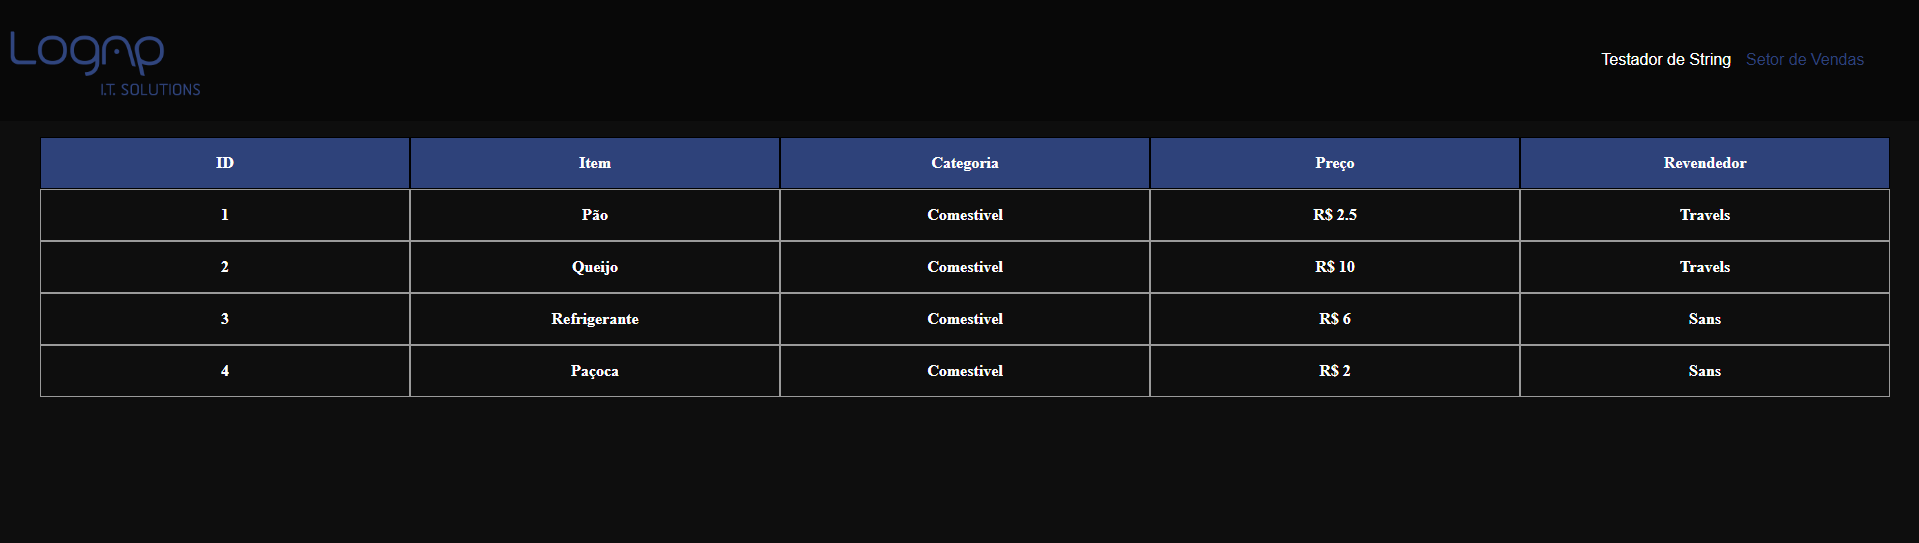 Logap
I.T. SOLUTIONS
Testador de String Setor de Vendas
ID Item Categoria Preço Revendedor
1 Pão Comestivel R$ 2.5 Travels
2 Queijo Comestivel R$ 10 Travels
3 Refrigerante Comestivel R$ 6 Sans
4 Paçoca Comestivel R$ 2 Sans